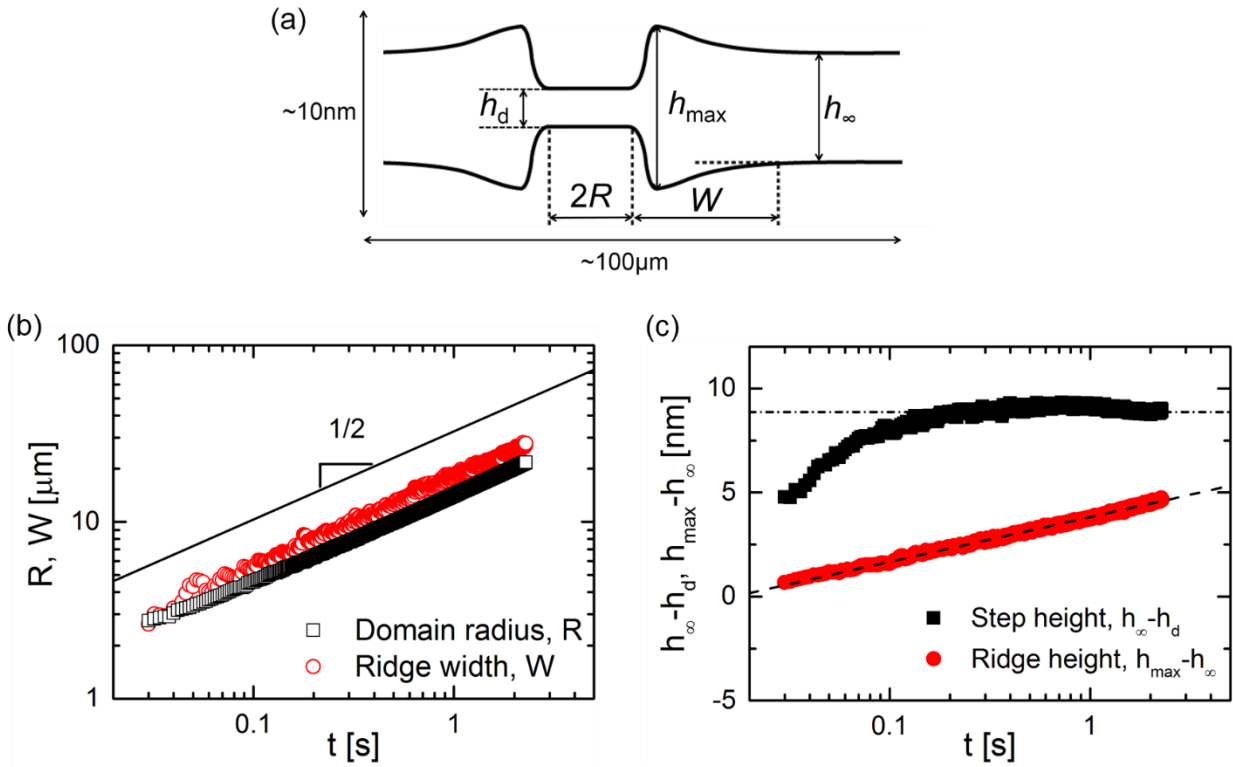 (a)
~10nm
h_d
h_max
h_∞
2R
W
~100µm
(b)
R, W [µm]
100
10
1
1/2
Domain radius, R
Ridge width, W
0.1
1
t [s]
(c)
h_∞-h_d, h_max-h_∞ [nm]
10
5
0
-5
Step height, h_∞-h_d
Ridge height, h_max-h_∞
0.1
1
t [s]